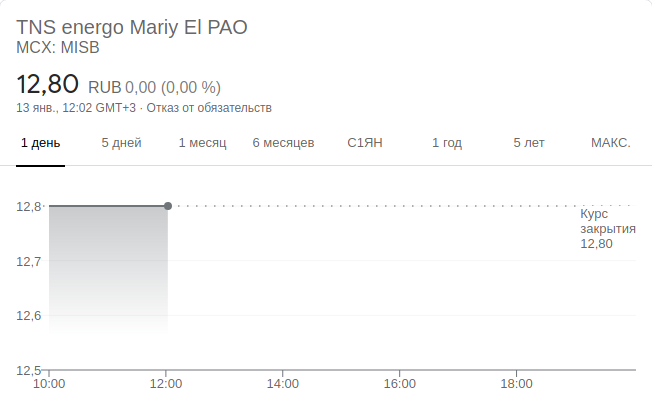 TNS energo Mariy El PAO
MCX: MISB
12,80 RUB 0,00 (0,00 %)
13 янв., 12:02 GMT+3 · Отказ от обязательств
1 день 5 дней 1 месяц 6 месяцев С1ЯН 1 год 5 лет МАКС.
12,8
Курс
закрытия
12,80
12,7
12,6
12,5
10:00 12:00 14:00 16:00 18:00